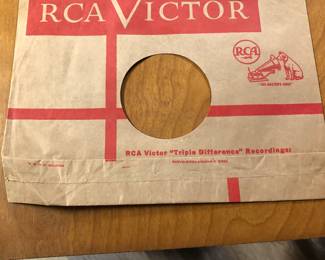 RCA VICTOR
RCA
"HIS MASTER'S VOICE"
RCA Victor "Triple Difference" Recordings: